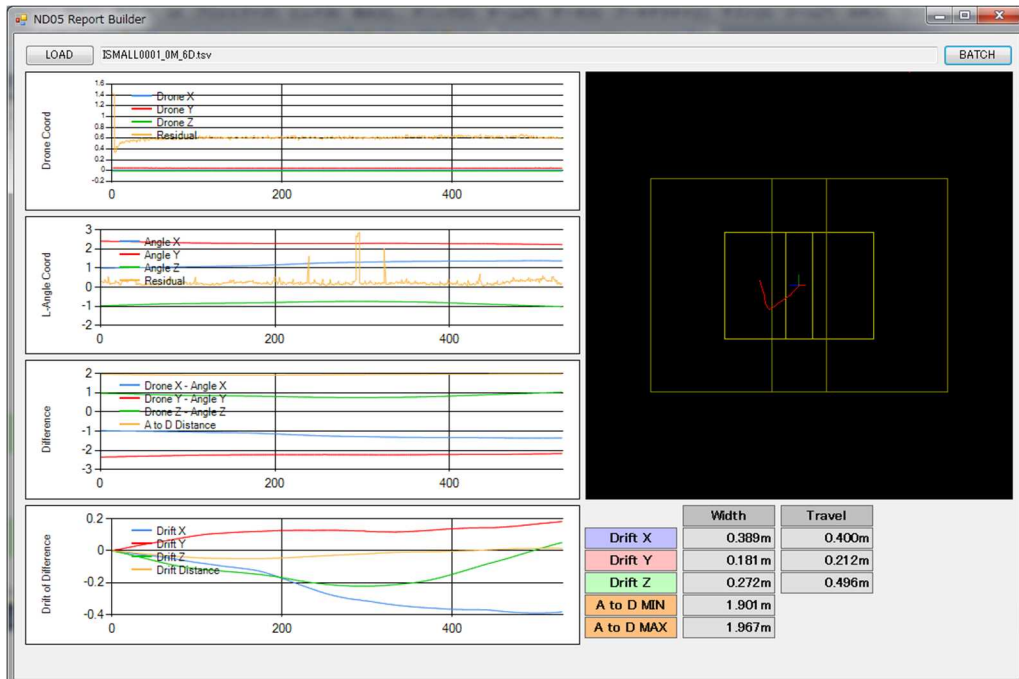 ND05 Report Builder
LOAD
ISMALL0001_0M_6D.tsv
BATCH
Drone Coord
1.6
1.4
1.2
1
0.8
0.6
0.4
0.2
0
-0.2
Drone X
Drone Y
Drone Z
Residual
0 200 400
L-Angle Coord
3
2
1
0
-1
-2
Angle X
Angle Y
Angle Z
Residual
0 200 400
Difference
2
1
0
-1
-2
-3
Drone X - Angle X
Drone Y - Angle Y
Drone Z - Angle Z
A to D Distance
0 200 400
Drift of Difference
0.2
0
-0.2
-0.4
Drift X
Drift Y
Drift Z
Drift Distance
0 200 400
Width Travel
Drift X 0.389m 0.400m
Drift Y 0.181m 0.212m
Drift Z 0.272m 0.496m
A to D MIN 1.901m
A to D MAX 1.967m